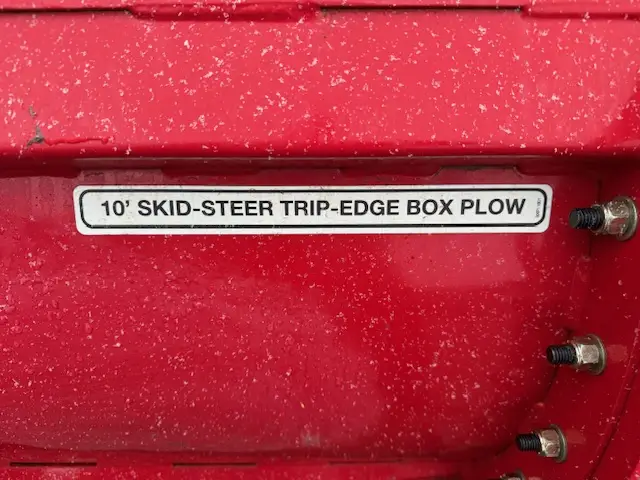 10' SKID-STEER TRIP-EDGE BOX PLOW